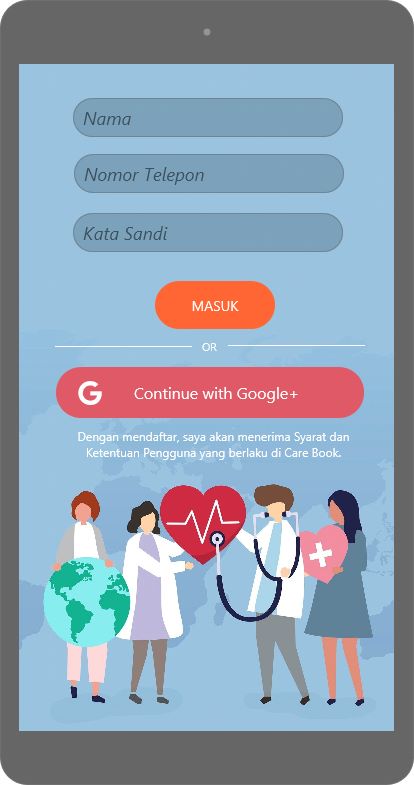 Nama
Nomor Telepon
Kata Sandi
MASUK
OR
G Continue with Google+
Dengan mendaftar, saya akan menerima Syarat dan
Ketentuan Pengguna yang berlaku di Care Book.